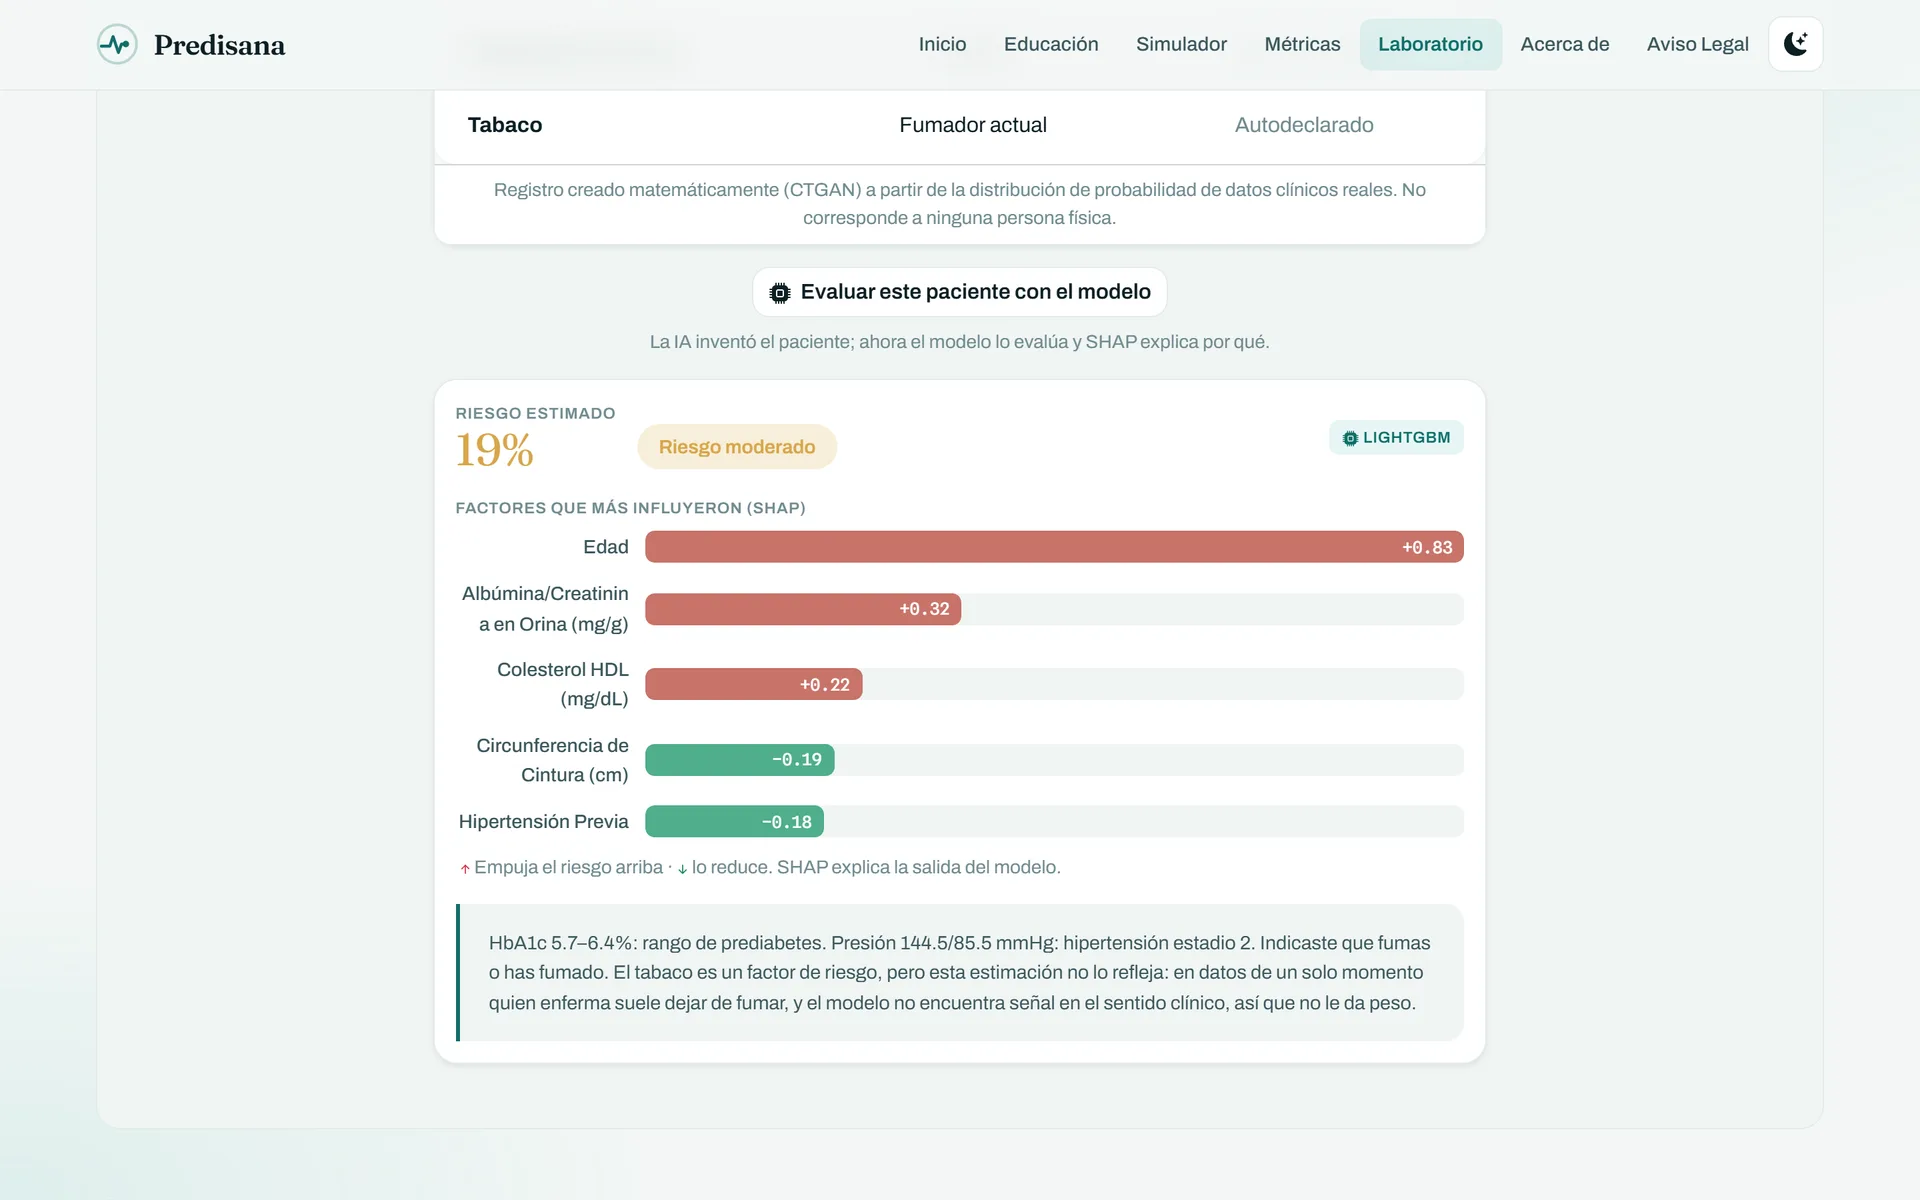 Predisana
Inicio
Educación
Simulador
Métricas
Laboratorio
Acerca de
Aviso Legal
Tabaco
Fumador actual
Autodeclarado
Registro creado matemáticamente (CTGAN) a partir de la distribución de probabilidad de datos clínicos reales. No
corresponde a ninguna persona física.
Evaluar este paciente con el modelo
La IA inventó el paciente; ahora el modelo lo evalúa y SHAP explica por qué.
RIESGO ESTIMADO
19%
Riesgo moderado
LIGHTGBM
FACTORES QUE MÁS INFLUYERON (SHAP)
Edad
+0.83
Albúmina/Creatinin
a en Orina (mg/g)
+0.32
Colesterol HDL
(mg/dL)
+0.22
Circunferencia de
Cintura (cm)
−0.19
Hipertensión Previa
−0.18
↑ Empuja el riesgo arriba · ↓ lo reduce. SHAP explica la salida del modelo.
HbA1c 5.7–6.4%: rango de prediabetes. Presión 144.5/85.5 mmHg: hipertensión estadio 2. Indicaste que fumas
o has fumado. El tabaco es un factor de riesgo, pero esta estimación no lo refleja: en datos de un solo momento
quien enferma suele dejar de fumar, y el modelo no encuentra señal en el sentido clínico, así que no le da peso.